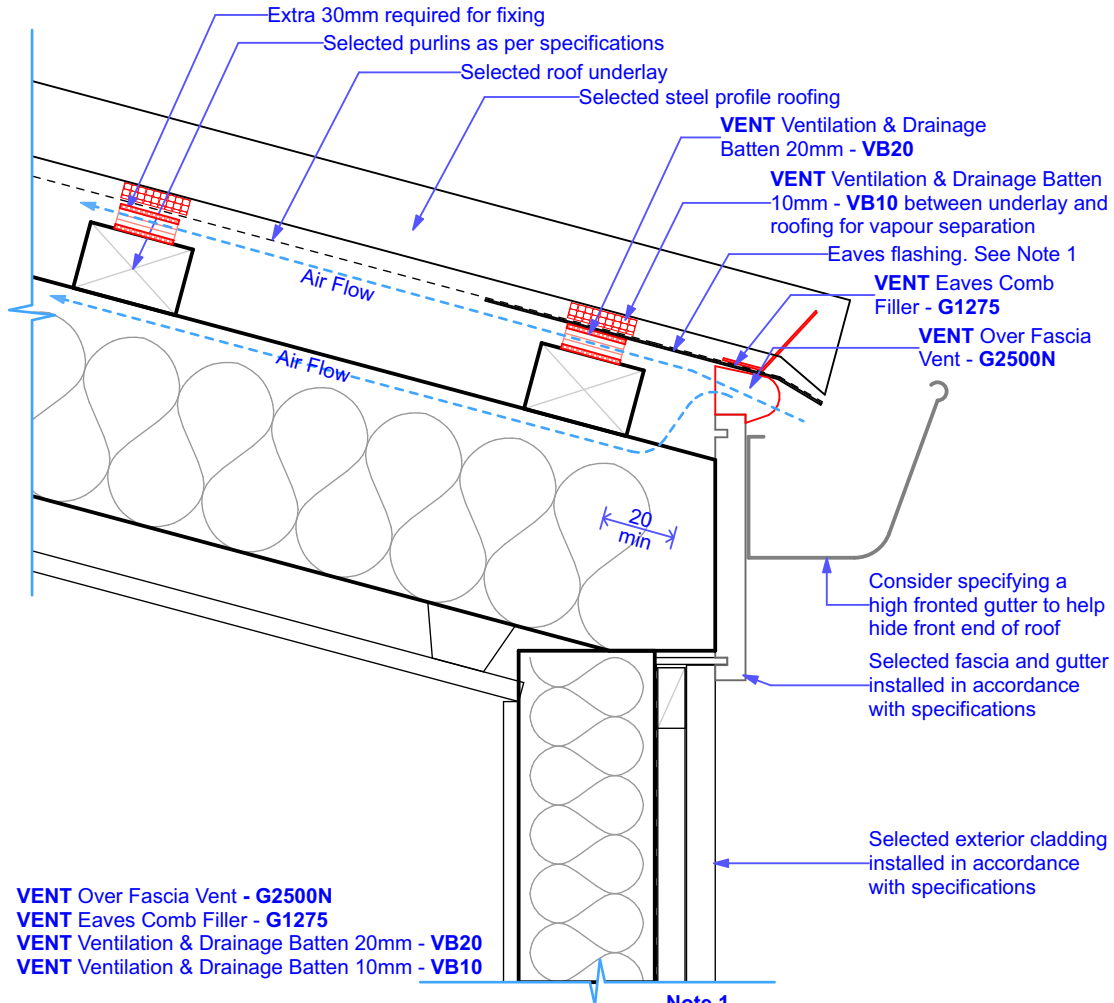 Extra 30mm required for fixing
Selected purlins as per specifications
Selected roof underlay
Selected steel profile roofing
VENT Ventilation & Drainage
Batten 20mm - VB20
VENT Ventilation & Drainage Batten
10mm - VB10 between underlay and
roofing for vapour separation
Eaves flashing. See Note 1
VENT Eaves Comb
Filler - G1275
VENT Over Fascia
Vent - G2500N
Air Flow
Air Flow
20
min
Consider specifying a
high fronted gutter to help
hide front end of roof
Selected fascia and gutter
installed in accordance
with specifications
Selected exterior cladding
installed in accordance
with specifications
VENT Over Fascia Vent - G2500N
VENT Eaves Comb Filler - G1275
VENT Ventilation & Drainage Batten 20mm - VB20
VENT Ventilation & Drainage Batten 10mm - VB10
Note 1